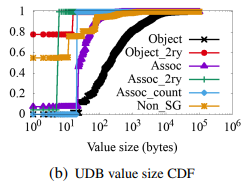 1
0.8
0.6
0.4
0.2
0
Object
Object_2ry
Assoc
Assoc_2ry
Assoc_count
Non_SG
10^0 10^1 10^2 10^3 10^4 10^5 10^6
Value size (bytes)
(b) UDB value size CDF